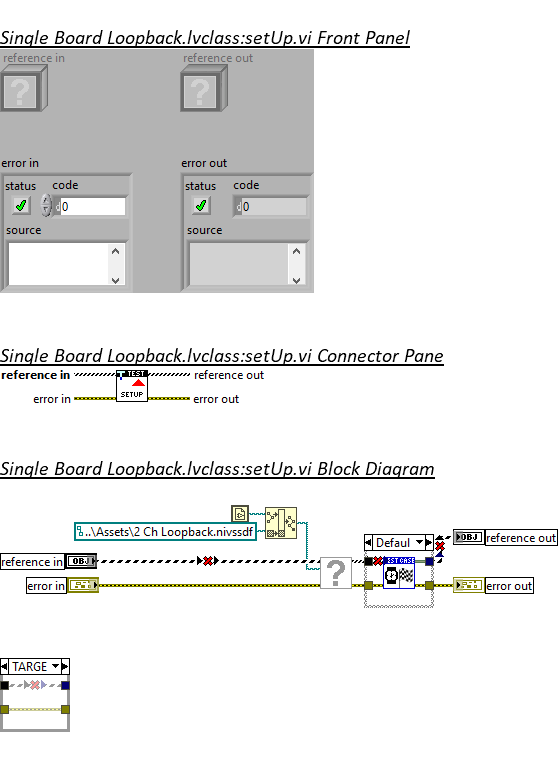 Single Board Loopback.lvclass:setUp.vi Front Panel
reference in reference out
error in error out
status code status code
0 0
source source
Single Board Loopback.lvclass:setUp.vi Connector Pane
reference in TEST reference out
error in SETUP error out
Single Board Loopback.lvclass:setUp.vi Block Diagram
..\Assets\2 Ch Loopback.nivssdf
Defaul OBJ reference out
reference in OBJ TEST CASE
error in error out
TARGE